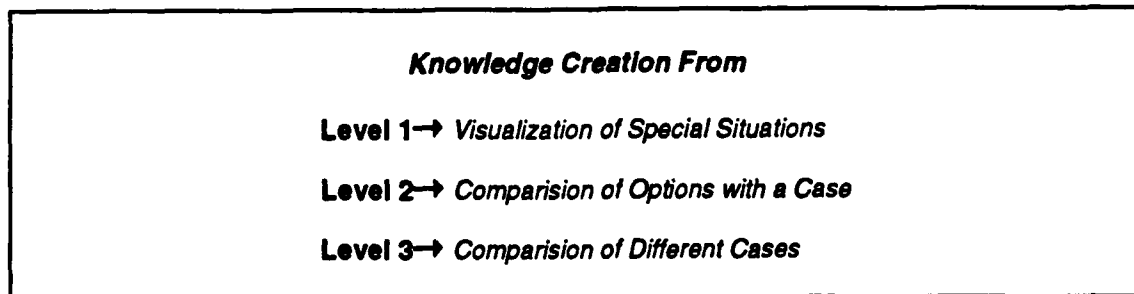 Knowledge Creation From
Level 1→ Visualization of Special Situations
Level 2→ Comparision of Options with a Case
Level 3→ Comparision of Different Cases